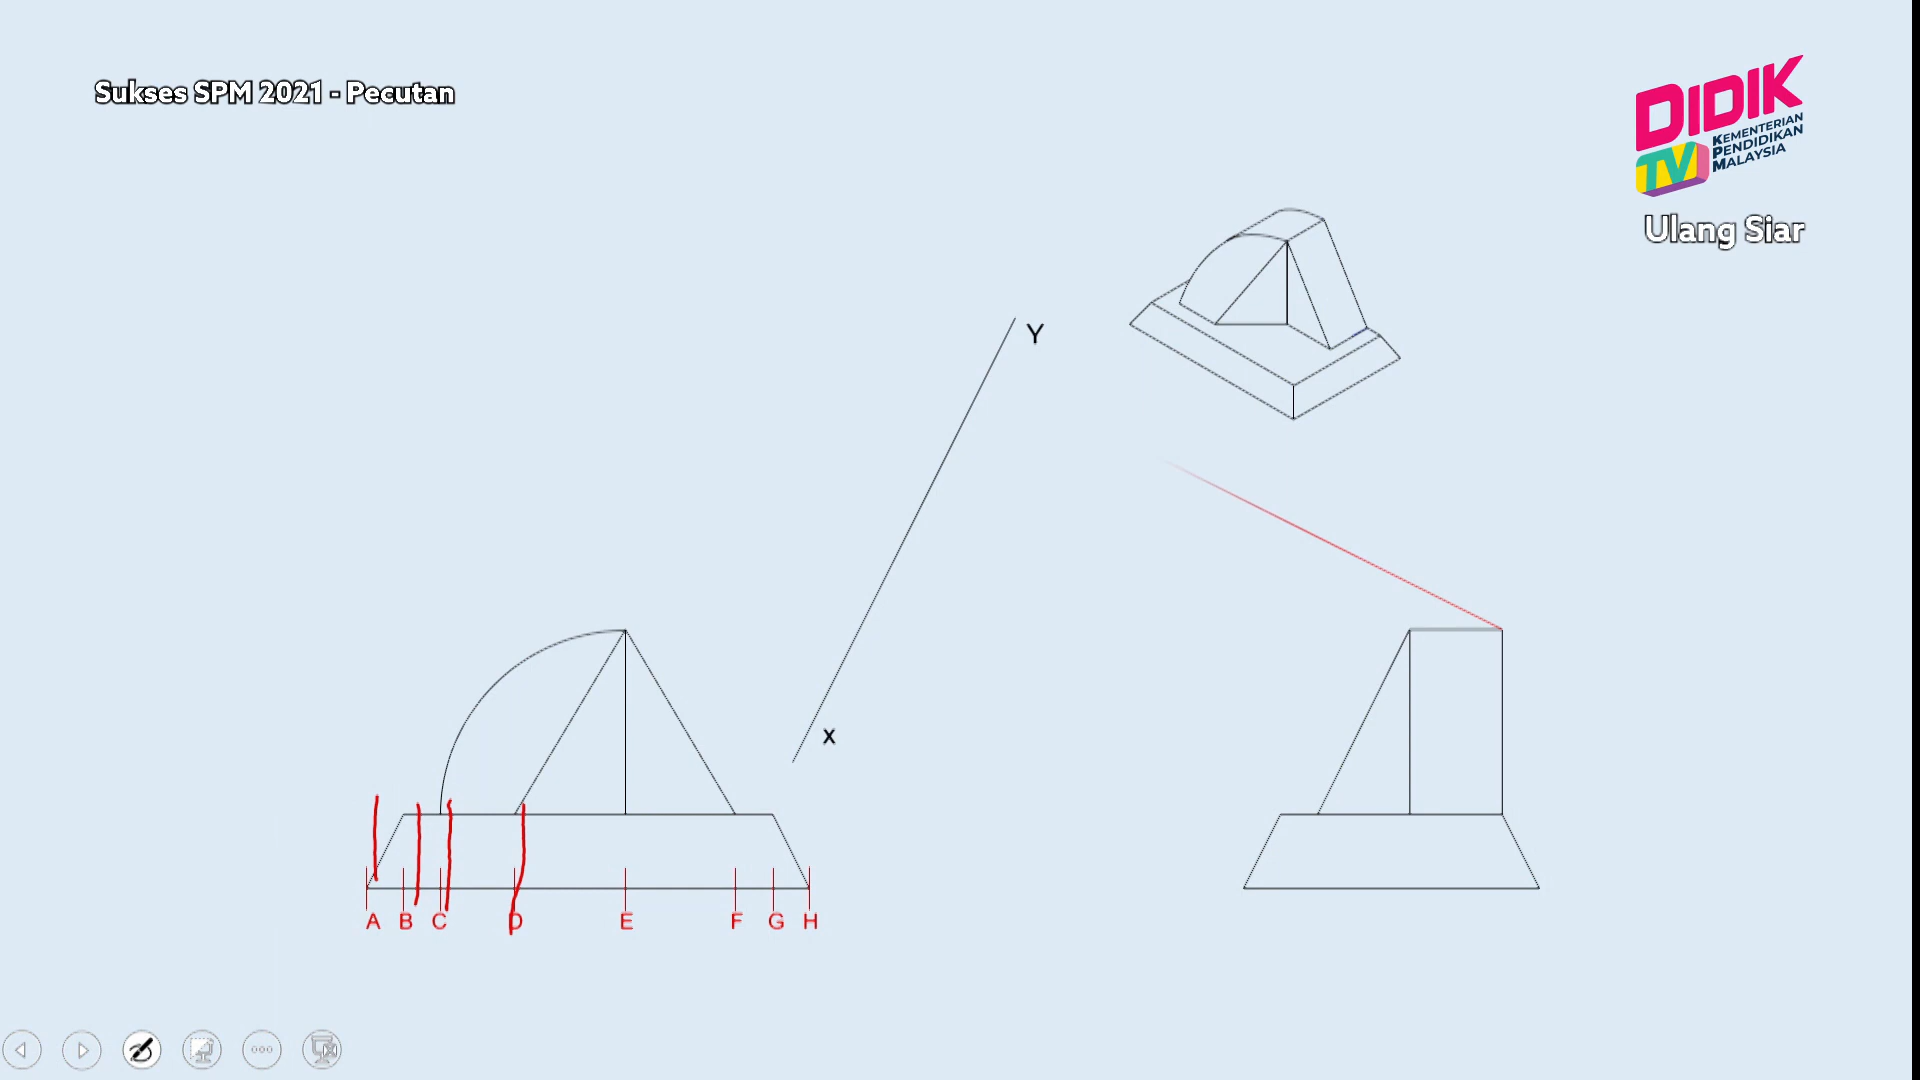 Sukses SPM 2021 - Pecutan
DIDIK
TV
KEMENTERIAN
PENDIDIKAN
MALAYSIA
Ulang Siar
Y
x
A B C D E F G H